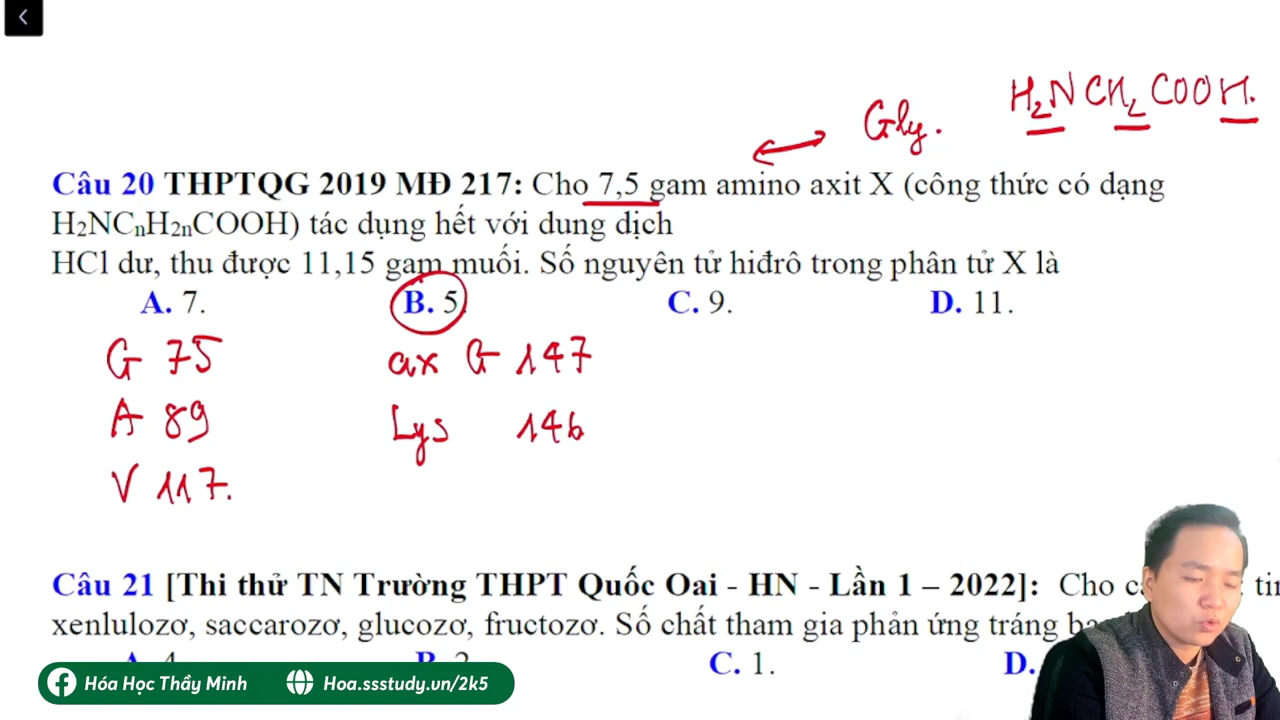 H₂NCH₂COOH.
Gly.
Câu 20 THPTQG 2019 MĐ 217: Cho 7,5 gam amino axit X (công thức có dạng
H₂NCₙH₂ₙCOOH) tác dụng hết với dung dịch
HCl dư, thu được 11,15 gam muối. Số nguyên tử hiđrô trong phân tử X là
A. 7. B. 5. C. 9. D. 11.
G 75 ax G 147
A 89 Lys 146
V 117.
Câu 21 [Thi thử TN Trường THPT Quốc Oai - HN - Lần 1 – 2022]: Cho
xenlulozơ, saccarozơ, glucozơ, fructozơ. Số chất tham gia phản ứng tráng
A. 4 B. 2 C. 1. D.
Hóa Học Thầy Minh Hoa.ssstudy.vn/2k5